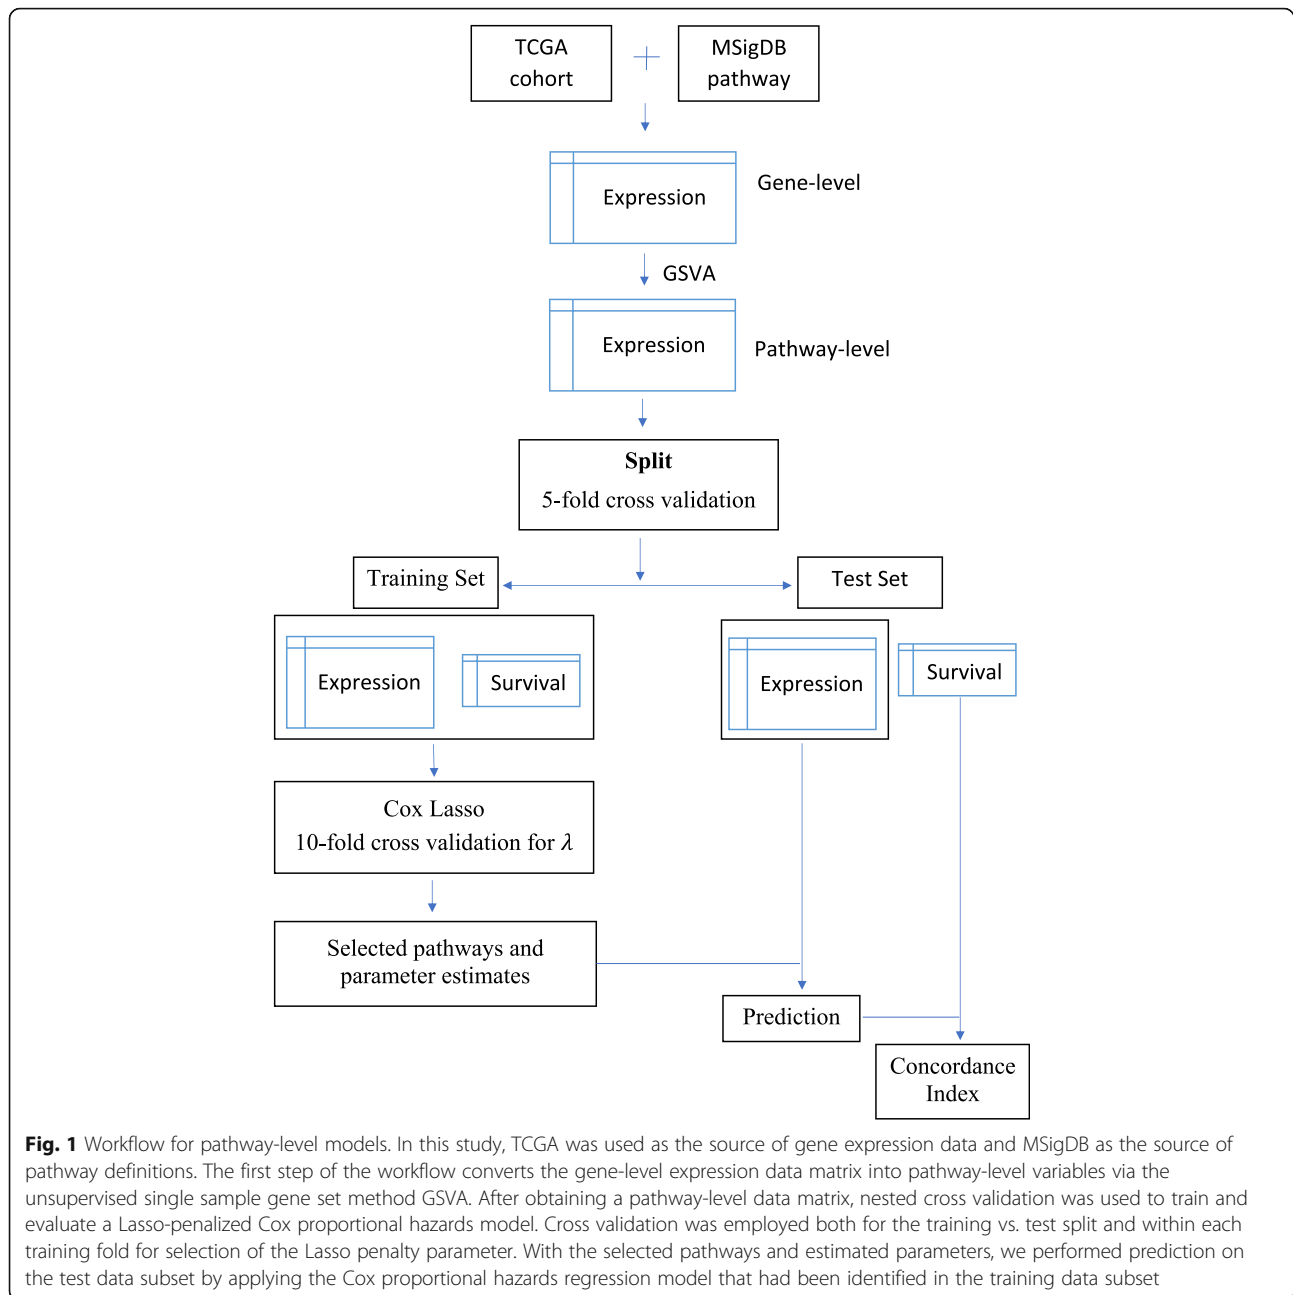 TCGA
cohort
MSigDB
pathway
Expression
Gene-level
GSVA
Expression
Pathway-level
Split
5-fold cross validation
Training Set
Test Set
Expression
Survival
Expression
Survival
Cox Lasso
10-fold cross validation for λ
Selected pathways and
parameter estimates
Prediction
Concordance
Index
Fig. 1 Workflow for pathway-level models. In this study, TCGA was used as the source of gene expression data and MSigDB as the source of
pathway definitions. The first step of the workflow converts the gene-level expression data matrix into pathway-level variables via the
unsupervised single sample gene set method GSVA. After obtaining a pathway-level data matrix, nested cross validation was used to train and
evaluate a Lasso-penalized Cox proportional hazards model. Cross validation was employed both for the training vs. test split and within each
training fold for selection of the Lasso penalty parameter. With the selected pathways and estimated parameters, we performed prediction on
the test data subset by applying the Cox proportional hazards regression model that had been identified in the training data subset